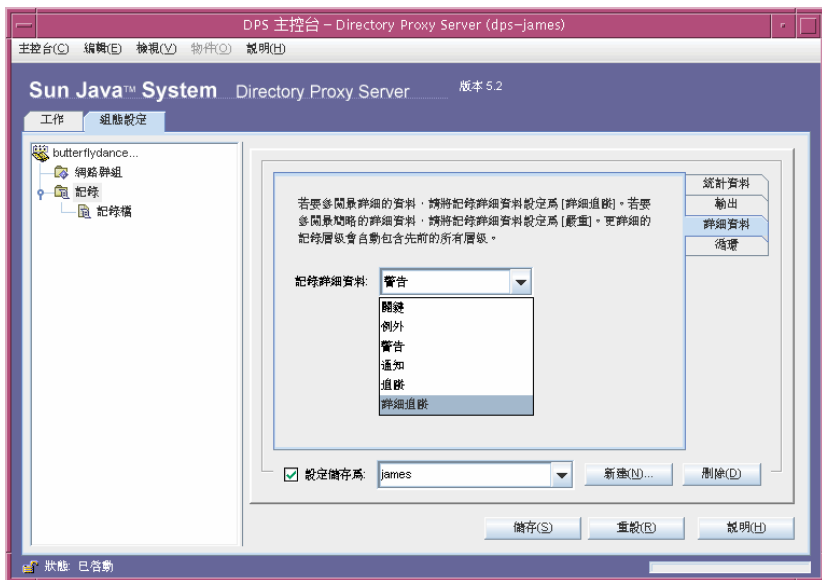 DPS 主控台 – Directory Proxy Server (dps-james)
主控台(C) 編輯(E) 檢視(V) 物件(O) 說明(H)
Sun Java™ System Directory Proxy Server 版本 5.2
工作 組態設定
butterflydance...
網路群組
記錄
記錄檔
統計資料
輸出
詳細資料
循環
若要參閱最詳細的資料，請將記錄詳細資料設定為 [詳細追蹤]。若要
參閱最簡略的詳細資料，請將記錄詳細資料設定為 [嚴重]。更詳細的
記錄層級會自動包含先前的所有層級。
記錄詳細資料: 警告
關鍵
例外
警告
通知
追蹤
詳細追蹤
設定儲存為: james 新建(N)... 刪除(D)
儲存(S) 重設(R) 說明(H)
狀態: 已啓動